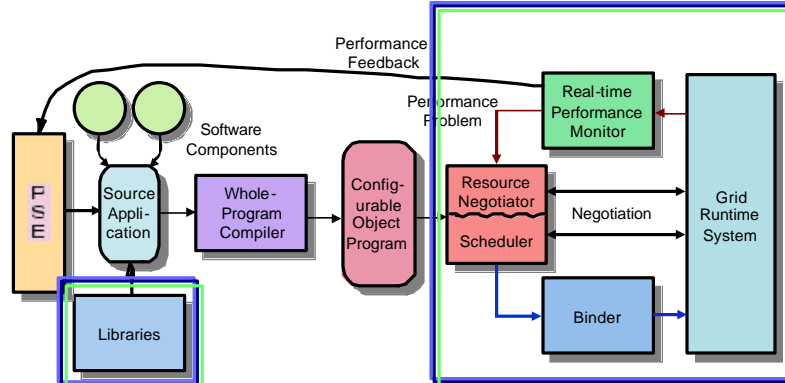 Performance
Feedback
Real-time
Performance
Monitor
Performance
Problem
Software
Components
P
S
E
Source
Appli-
cation
Whole-
Program
Compiler
Config-
urable
Object
Program
Resource
Negotiator
Scheduler
Negotiation
Grid
Runtime
System
Libraries
Binder